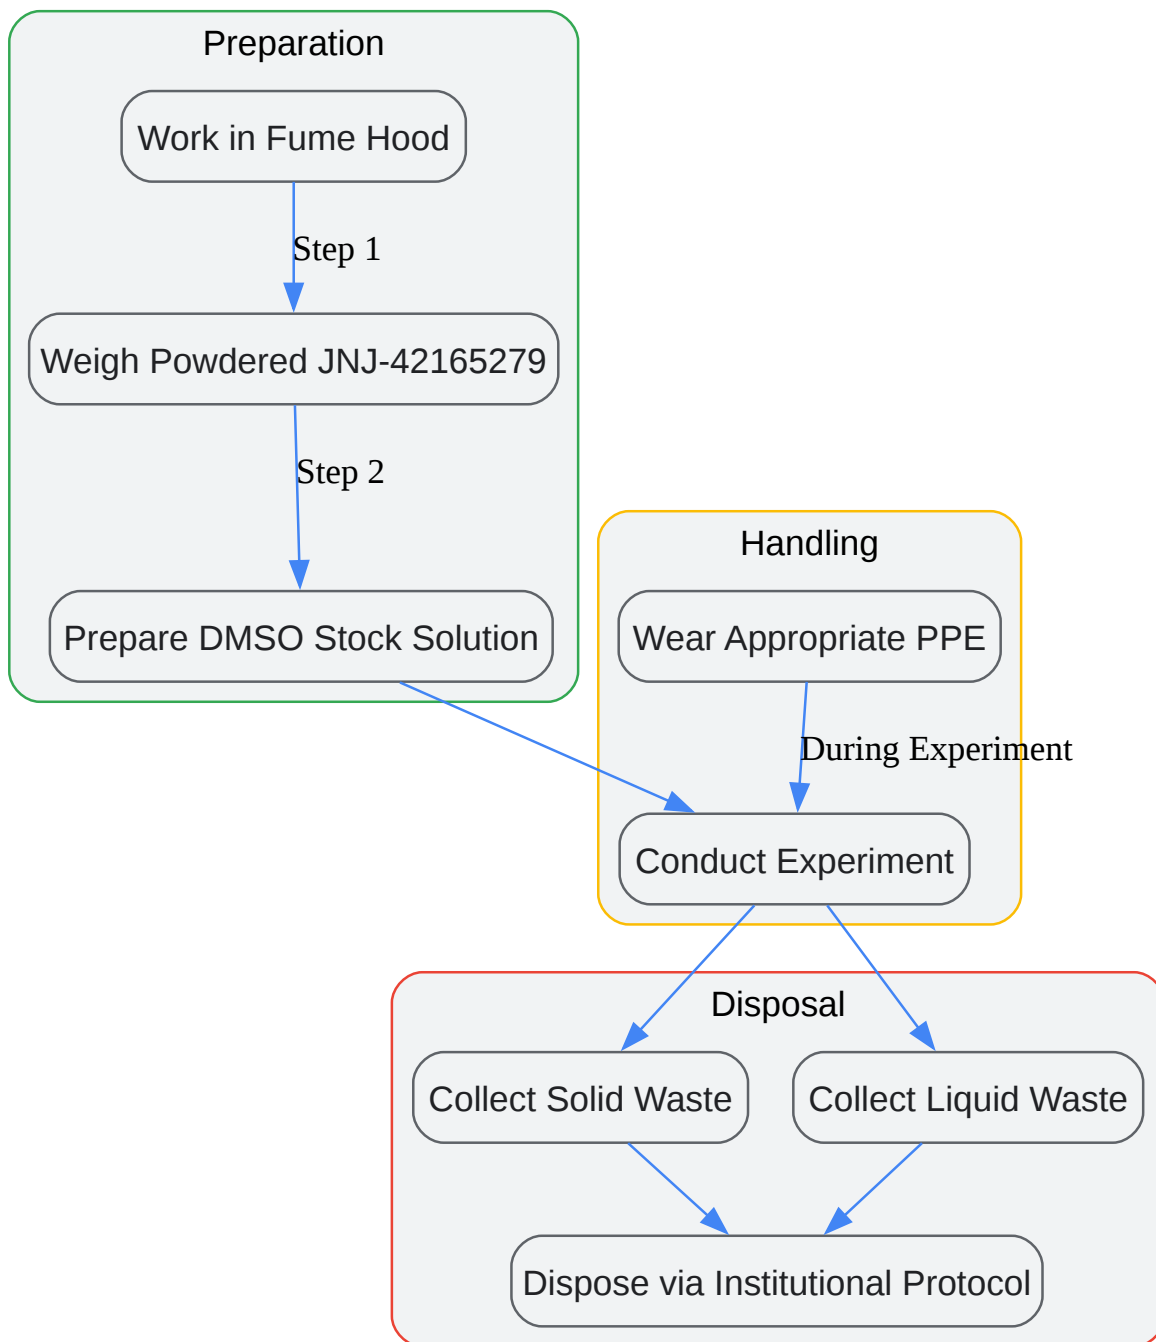 Preparation
Work in Fume Hood
Step 1
Weigh Powdered JNJ-42165279
Step 2
Prepare DMSO Stock Solution
Handling
Wear Appropriate PPE
During Experiment
Conduct Experiment
Disposal
Collect Solid Waste
Collect Liquid Waste
Dispose via Institutional Protocol